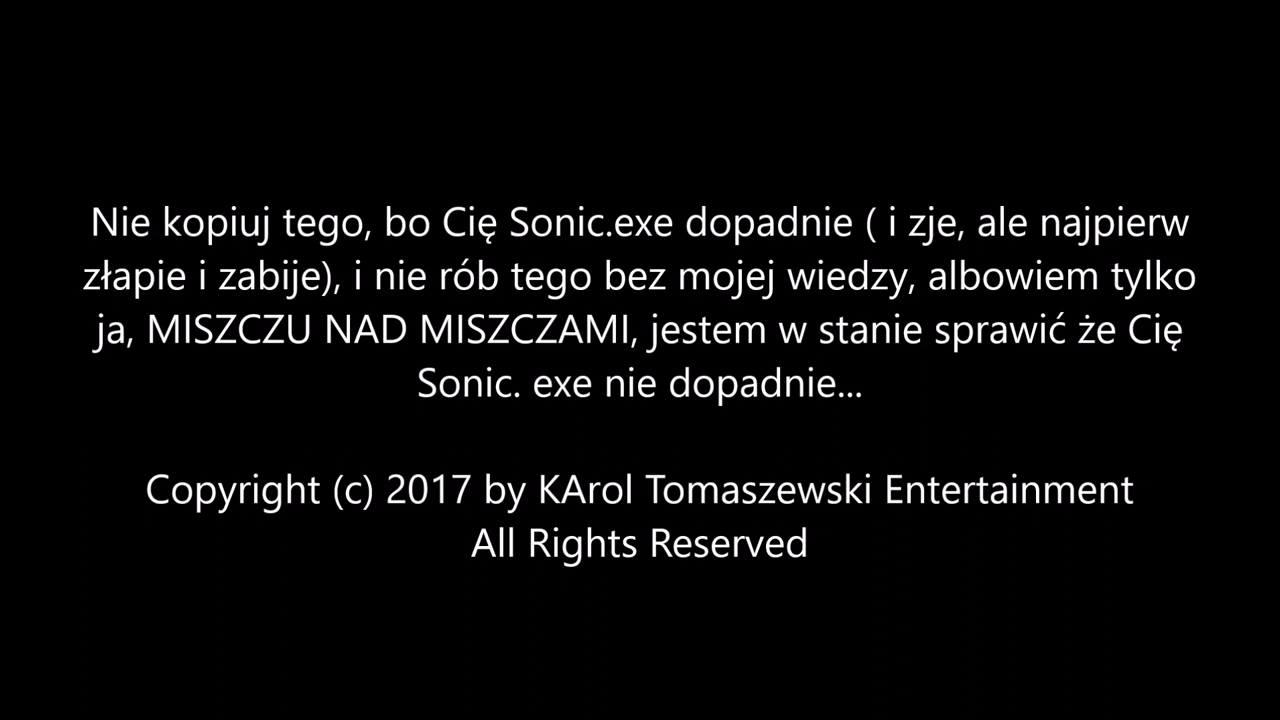 Nie kopiuj tego, bo Cię Sonic.exe dopadnie ( i zje, ale najpierw
złapie i zabije), i nie rób tego bez mojej wiedzy, albowiem tylko
ja, MISZCZU NAD MISZCZAMI, jestem w stanie sprawić że Cię
Sonic. exe nie dopadnie...
Copyright (c) 2017 by KArol Tomaszewski Entertainment
All Rights Reserved